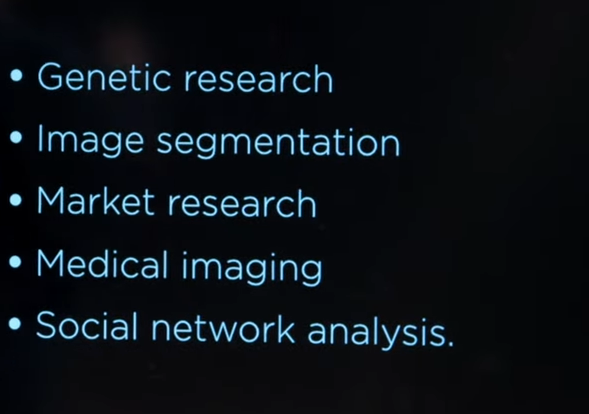 • Genetic research
• Image segmentation
• Market research
• Medical imaging
• Social network analysis.